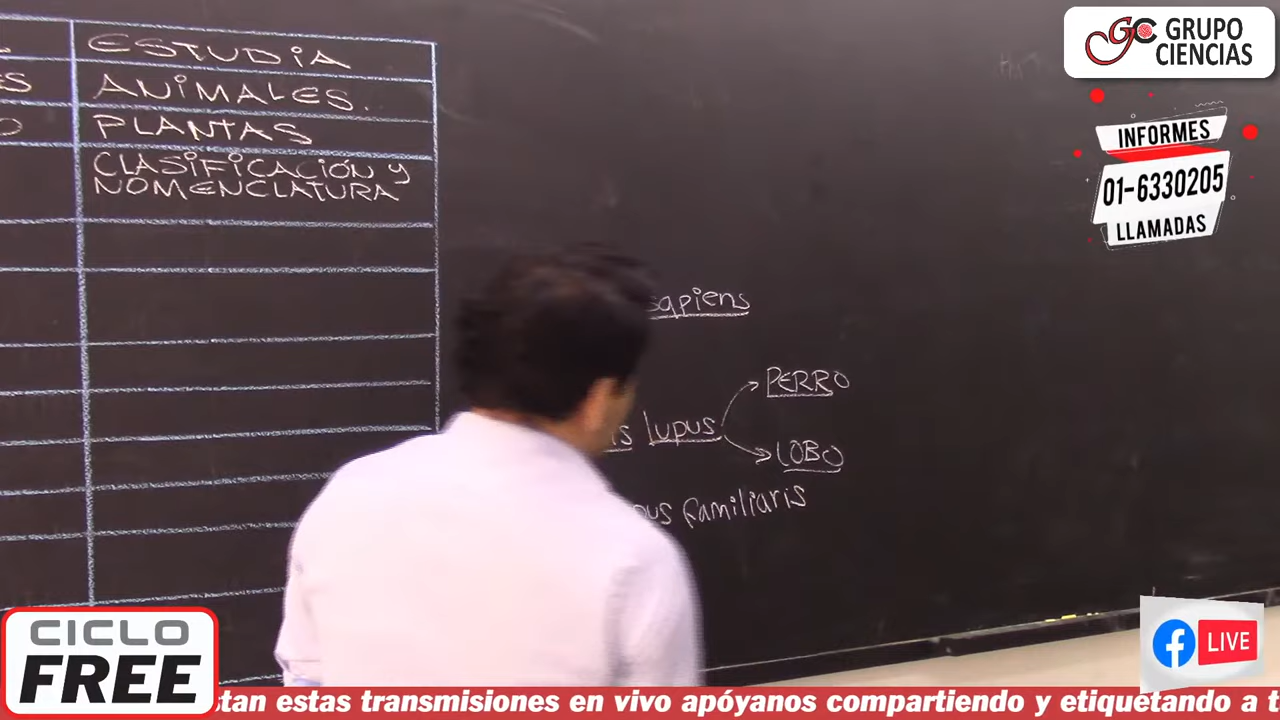 ESTUDIA
ANIMALES.
PLANTAS
CLASIFICACIÓN y
NOMENCLATURA
sapiens
lupus
PERRO
LOBO
familiaris
GRUPO
CIENCIAS
INFORMES
01-6330205
LLAMADAS
CICLO
FREE
LIVE
estas transmisiones en vivo apóyanos compartiendo y etiquetando a